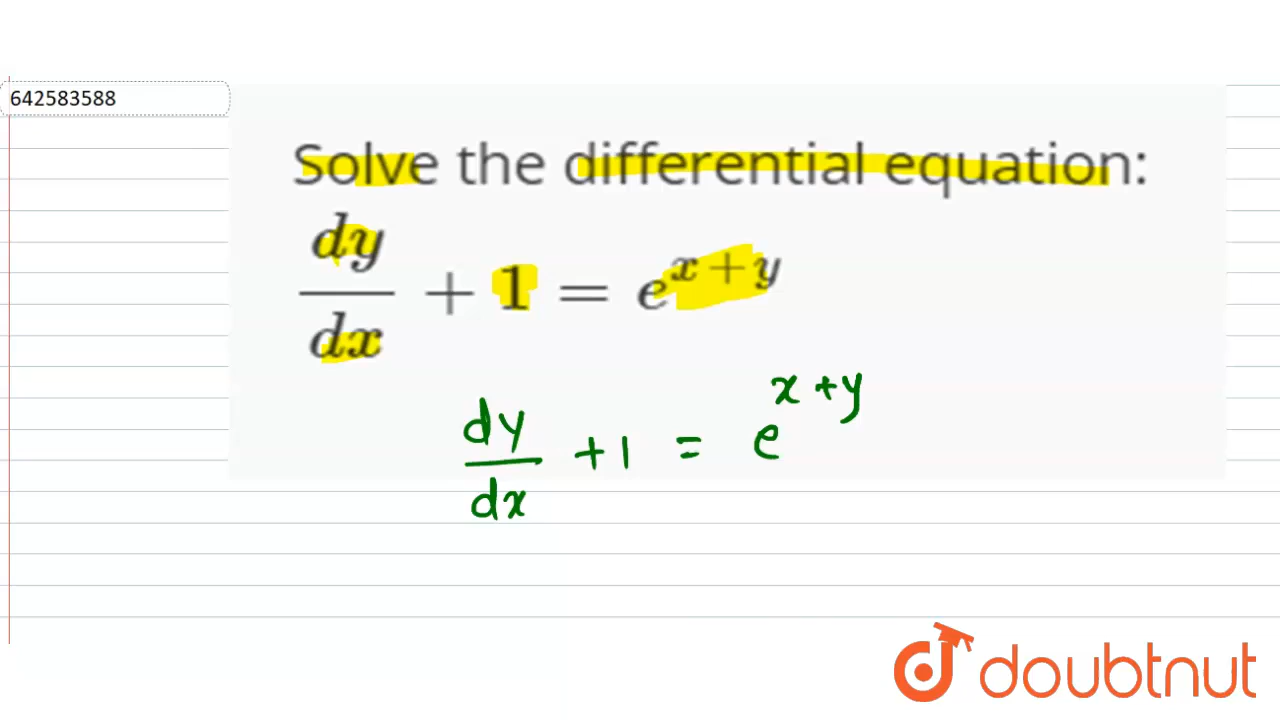 642583588
Solve the differential equation:
dy/dx + 1 = e^{x+y}
dy/dx + 1 = e^{x+y}
doubtnut